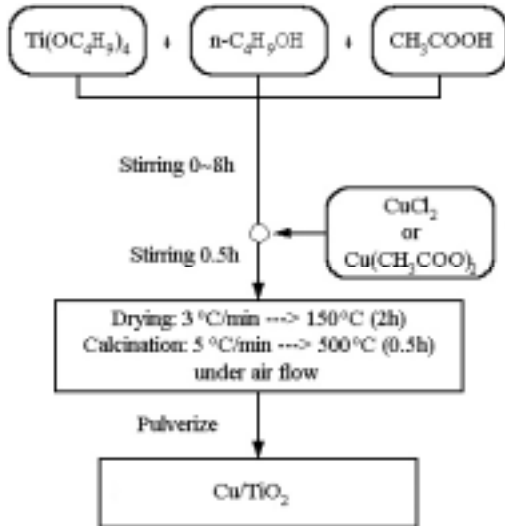 Ti(OC₄H₉)₄ + n-C₄H₉OH + CH₃COOH
Stirring 0~8h
CuCl₂
or
Cu(CH₃COO)₂
Stirring 0.5h
Drying: 3 °C/min ---> 150°C (2h)
Calcination: 5 °C/min ---> 500°C (0.5h)
under air flow
Pulverize
Cu/TiO₂